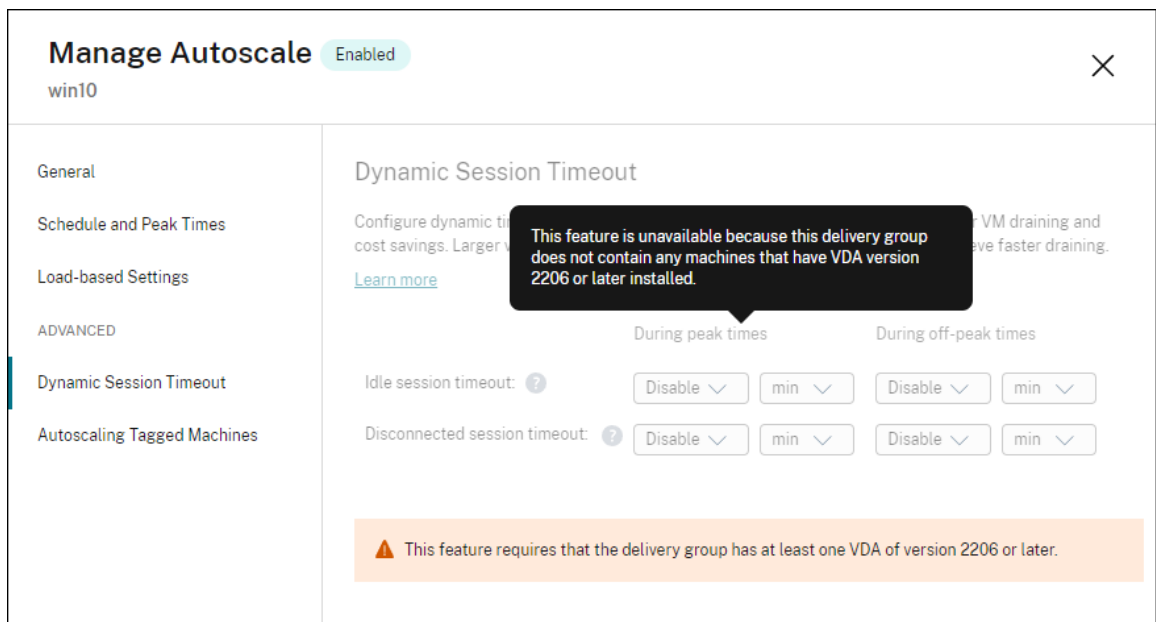 Manage Autoscale Enabled
win10
General
Schedule and Peak Times
Load-based Settings
ADVANCED
Dynamic Session Timeout
Autoscaling Tagged Machines
Dynamic Session Timeout
Configure dynamic VM draining and
cost savings. Larger faster draining.
Learn more
This feature is unavailable because this delivery group
does not contain any machines that have VDA version
2206 or later installed.
During peak times During off-peak times
Idle session timeout: ? Disable min Disable min
Disconnected session timeout: ? Disable min Disable min
This feature requires that the delivery group has at least one VDA of version 2206 or later.